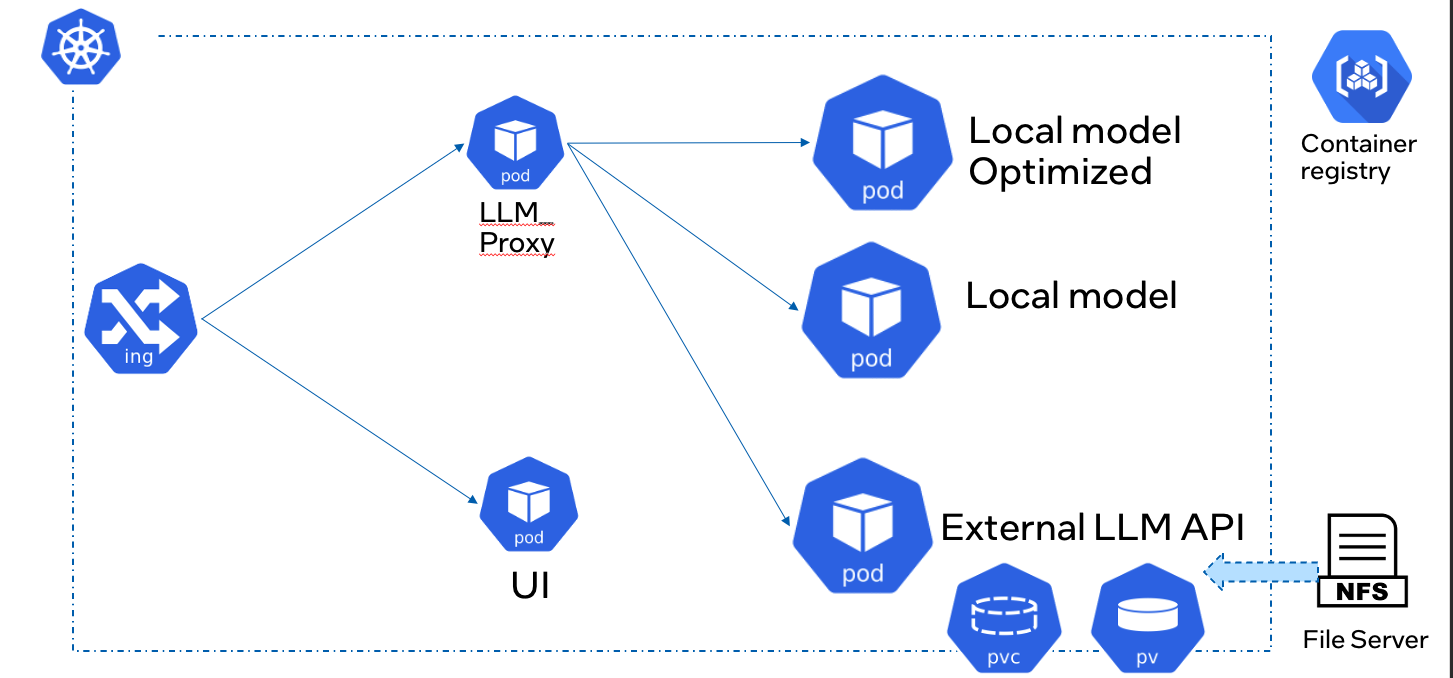 pod
LLM_
Proxy
pod
Local model
Optimized
Container
registry
ing
pod
Local model
pod
UI
pod
External LLM API
pvc
pv
NFS
File Server